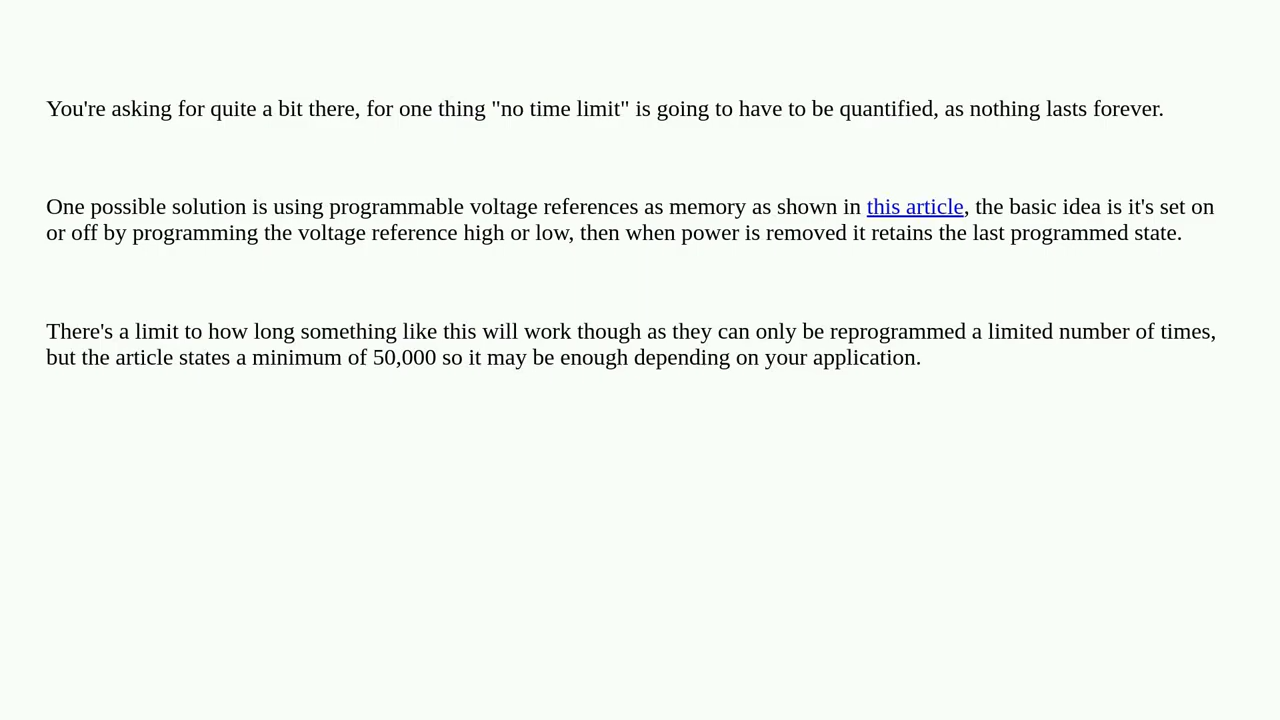 You're asking for quite a bit there, for one thing "no time limit" is going to have to be quantified, as nothing lasts forever.
One possible solution is using programmable voltage references as memory as shown in this article, the basic idea is it's set on
or off by programming the voltage reference high or low, then when power is removed it retains the last programmed state.
There's a limit to how long something like this will work though as they can only be reprogrammed a limited number of times,
but the article states a minimum of 50,000 so it may be enough depending on your application.